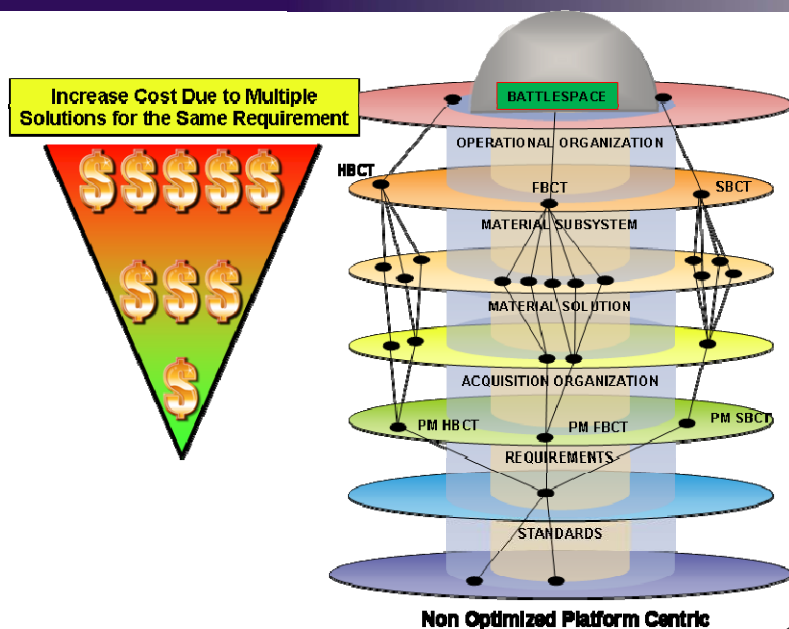 Increase Cost Due to Multiple
Solutions for the Same Requirement
$ $ $ $ $
$ $ $
$
BATTLESPACE
OPERATIONAL ORGANIZATION
HBCT
FBCT
SBCT
MATERIAL SUBSYSTEM
MATERIAL SOLUTION
ACQUISITION ORGANIZATION
PM HBCT
PM FBCT
PM SBCT
REQUIREMENTS
STANDARDS
Non Optimized Platform Centric